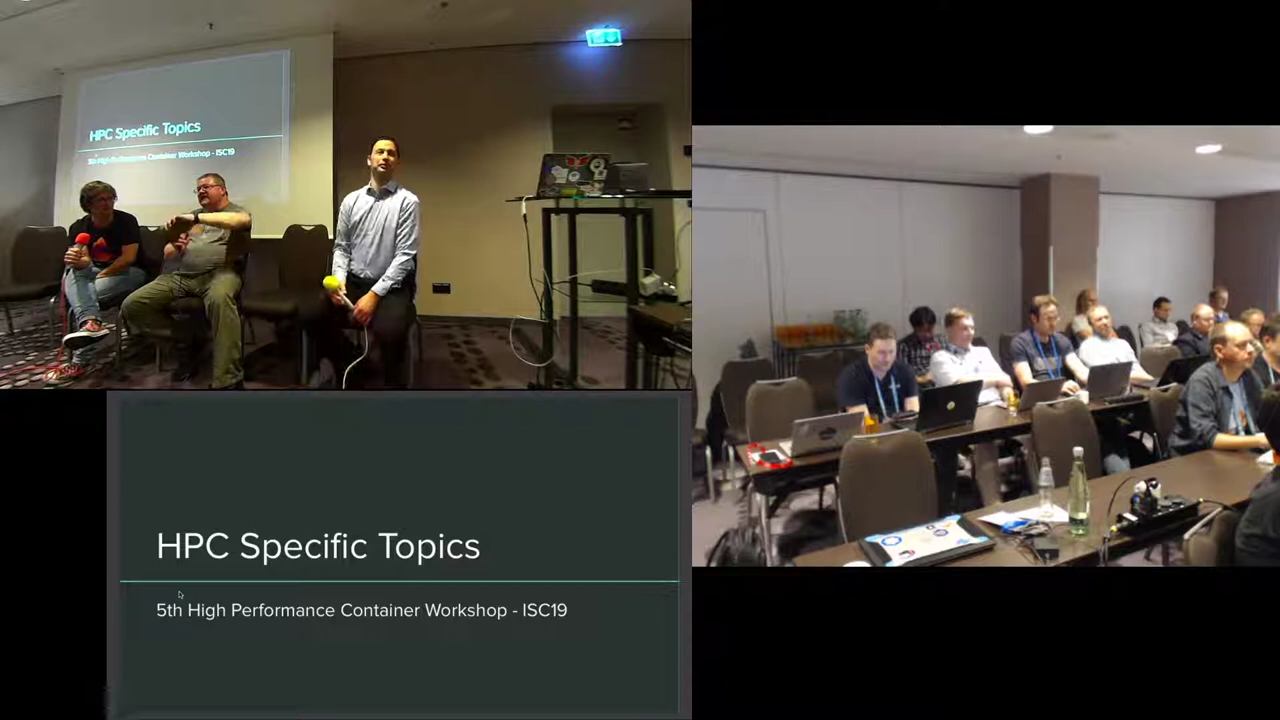 HPC Specific Topics
5th High Performance Container Workshop - ISC19
HPC Specific Topics
5th High Performance Container Workshop - ISC19